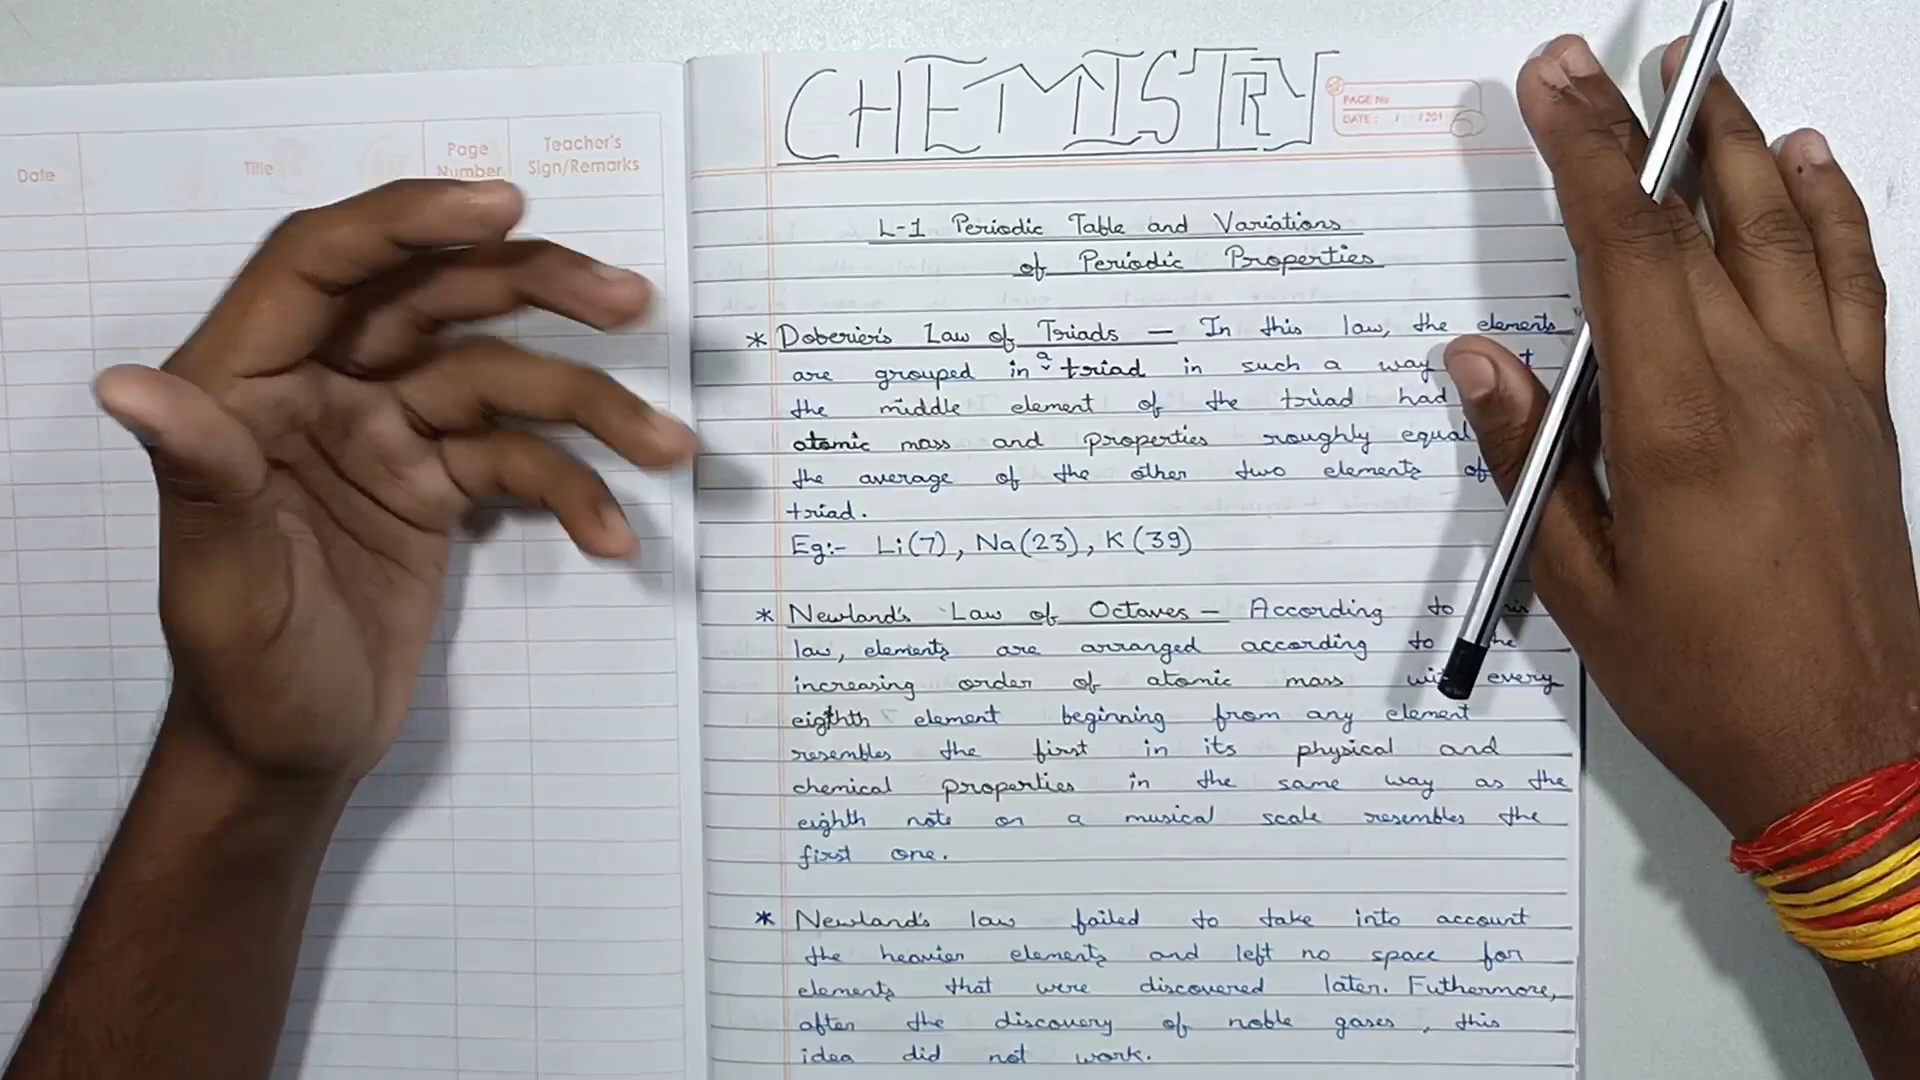 Date
Title
Page
Number
Teacher's
Sign/Remarks
CHEMISTRY
PAGE No
DATE : / /201
L-1 Periodic Table and Variations
of Periodic Properties
* Doberier's Law of Triads — In this law, the elements
are grouped in a triad in such a way
the middle element of the triad had
atomic mass and properties roughly equal
the average of the other two elements of
triad.
Eg:- Li(7), Na(23), K(39)
* Newland's Law of Octaves — According to
law, elements are arranged according to
increasing order of atomic mass every
eigthth element beginning from any element
resembles the first in its physical and
chemical properties in the same way as the
eighth note on a musical scale resembles the
first one.
* Newland's law failed to take into account
the heavier elements and left no space for
elements that were discovered later. Futhermore,
after the discovery of noble gases, this
idea did not work.